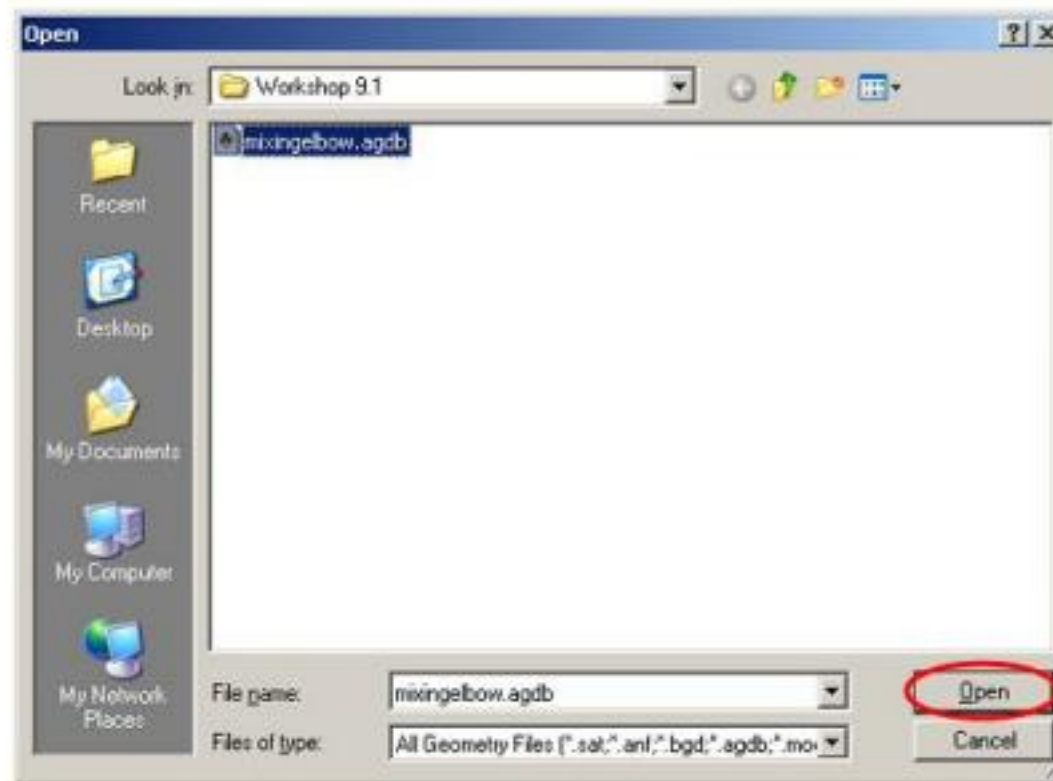 Open
Look in:
Workshop 9.1
mixingelbow.agdb
Recent
Desktop
My Documents
My Computer
My Network
Places
File name:
mixingelbow.agdb
Open
Files of type:
All Geometry Files (*.sat;*.anf;*.bgd;*.agdb;*.mo
Cancel